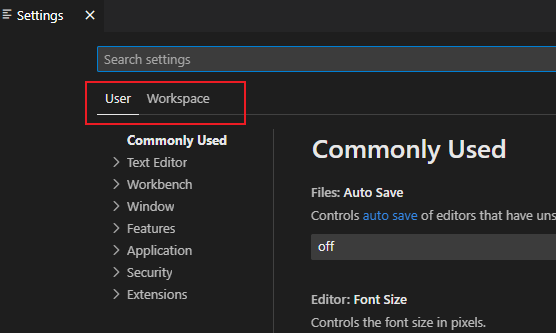 Settings
Search settings
User Workspace
Commonly Used
Text Editor
Workbench
Window
Features
Application
Security
Extensions
Commonly Used
Files: Auto Save
Controls auto save of editors that have uns
off
Editor: Font Size
Controls the font size in pixels.